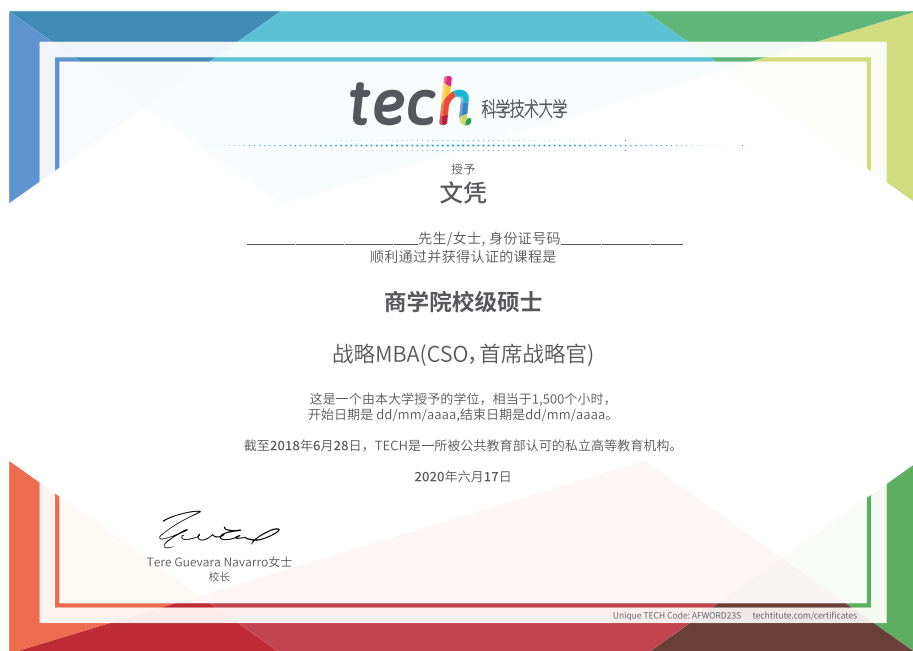 tech 科学技术大学
授予
文凭
先生/女士, 身份证号码
顺利通过并获得认证的课程是
商学院校级硕士
战略MBA(CSO，首席战略官)
这是一个由本大学授予的学位，相当于1,500个小时，
开始日期是 dd/mm/aaaa,结束日期是dd/mm/aaaa。
截至2018年6月28日，TECH是一所被公共教育部认可的私立高等教育机构。
2020年六月17日
Tere Guevara Navarro女士
校长
Unique TECH Code: AFWORD23S techtitute.com/certificates